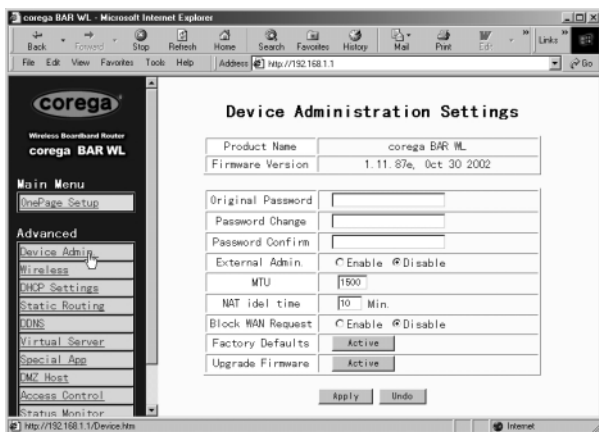 corega BAR WL - Microsoft Internet Explorer
Back Forward Stop Refresh Home Search Favorites History Mail Print Edit » Links »
File Edit View Favorites Tools Help Address http://192.168.1.1 Go
corega
Wireless Boardband Router
corega BAR WL
Main Menu
OnePage Setup
Advanced
Device Admin
Wireless
DHCP Settings
Static Routing
DDNS
Virtual Server
Special App
DMZ Host
Access Control
Status Monitor
Device Administration Settings
Product Name corega BAR WL
Firmware Version 1.11.87e, Oct 30 2002
Original Password
Password Change
Password Confirm
External Admin. Enable Disable
MTU 1500
NAT idel time 10 Min.
Block WAN Request Enable Disable
Factory Defaults Active
Upgrade Firmware Active
Apply Undo
http://192.168.1.1/Device.htm Internet